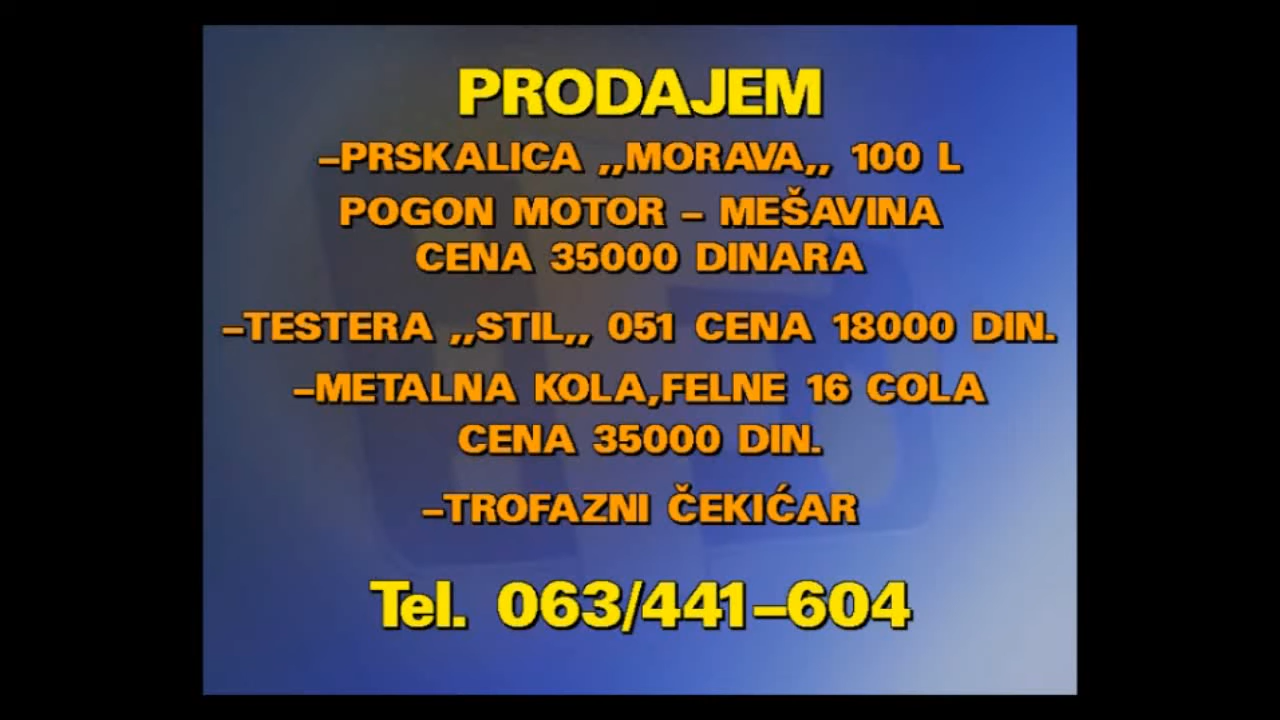 PRODAJEM
–PRSKALICA ,,MORAVA,, 100 L
POGON MOTOR – MEŠAVINA
CENA 35000 DINARA
–TESTERA ,,STIL,, 051 CENA 18000 DIN.
–METALNA KOLA,FELNE 16 COLA
CENA 35000 DIN.
–TROFAZNI ČEKIĆAR
Tel. 063/441–604